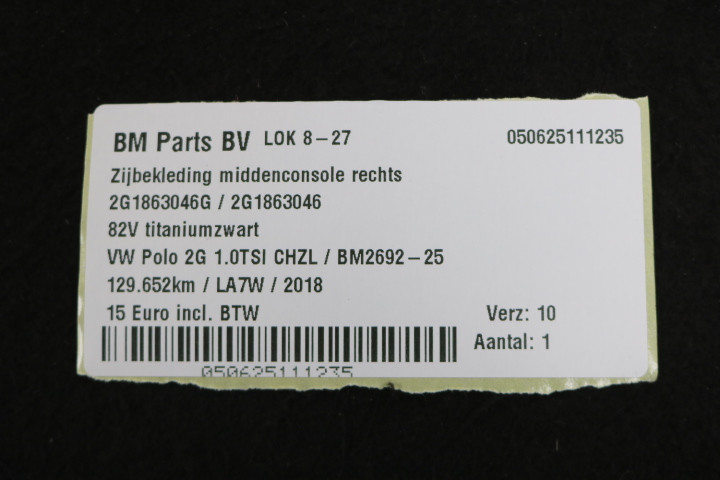 BM Parts BV LOK 8-27 050625111235
Zijbekleding middenconsole rechts
2G1863046G / 2G1863046
82V titaniumzwart
VW Polo 2G 1.0TSI CHZL / BM2692-25
129.652km / LA7W / 2018
15 Euro incl. BTW Verz: 10
Aantal: 1
050625111235